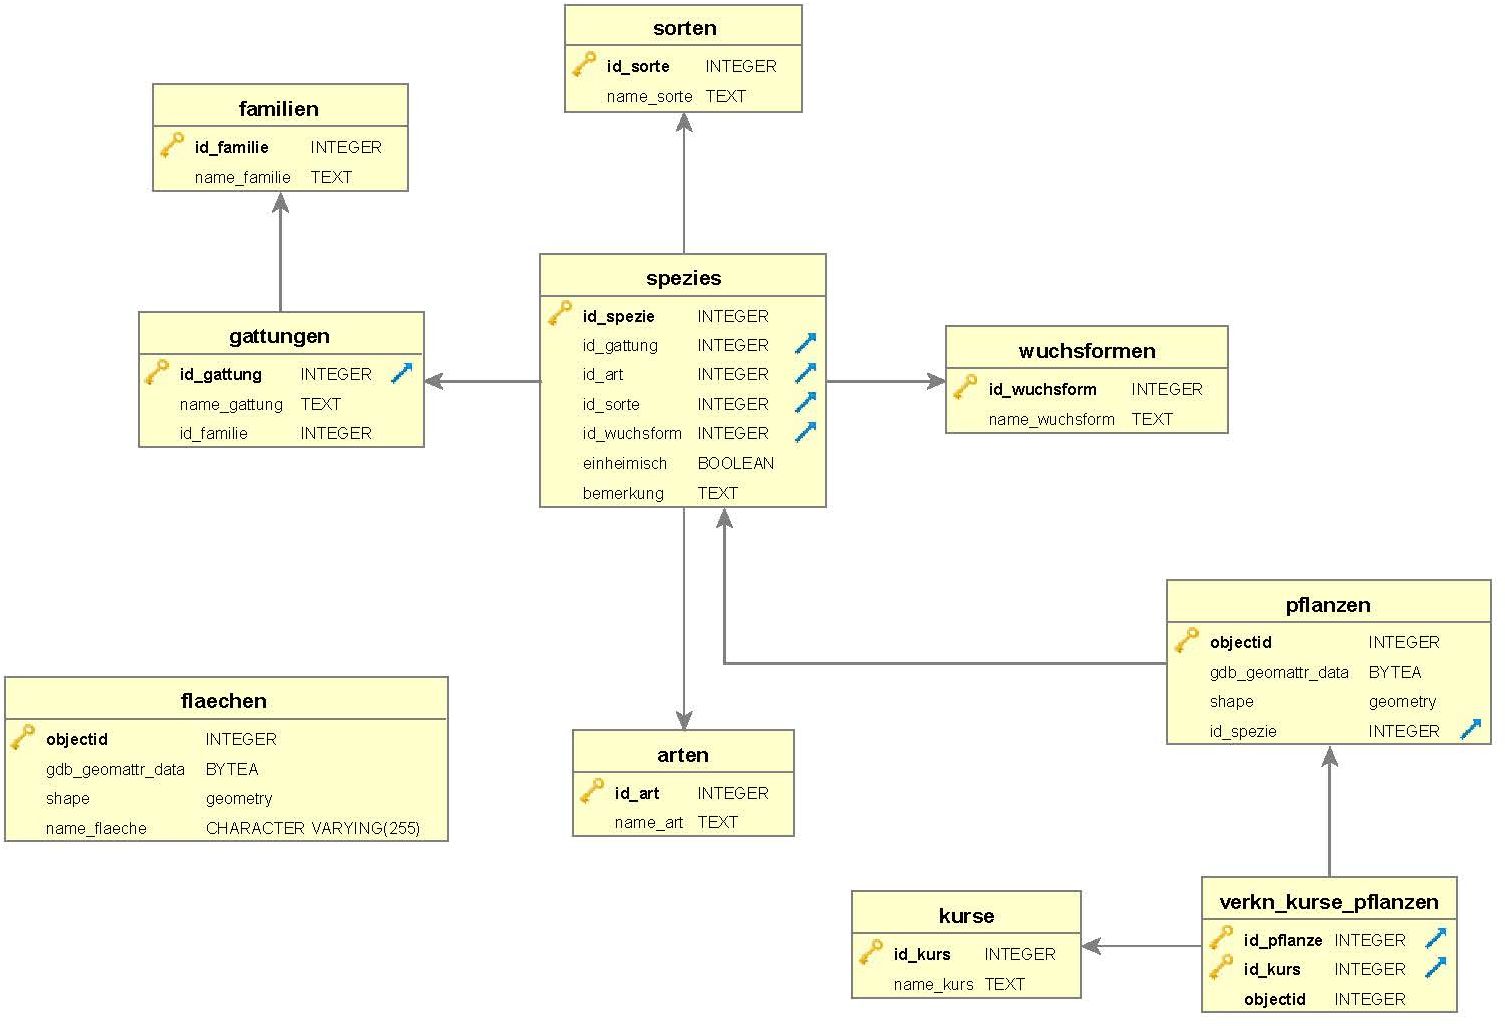 sorten
id_sorte INTEGER
name_sorte TEXT
familien
id_familie INTEGER
name_familie TEXT
spezies
id_spezie INTEGER
id_gattung INTEGER
id_art INTEGER
id_sorte INTEGER
id_wuchsform INTEGER
einheimisch BOOLEAN
bemerkung TEXT
gattungen
id_gattung INTEGER
name_gattung TEXT
id_familie INTEGER
wuchsformen
id_wuchsform INTEGER
name_wuchsform TEXT
pflanzen
objectid INTEGER
gdb_geomattr_data BYTEA
shape geometry
id_spezie INTEGER
flaechen
objectid INTEGER
gdb_geomattr_data BYTEA
shape geometry
name_flaeche CHARACTER VARYING(255)
arten
id_art INTEGER
name_art TEXT
kurse
id_kurs INTEGER
name_kurs TEXT
verkn_kurse_pflanzen
id_pflanze INTEGER
id_kurs INTEGER
objectid INTEGER